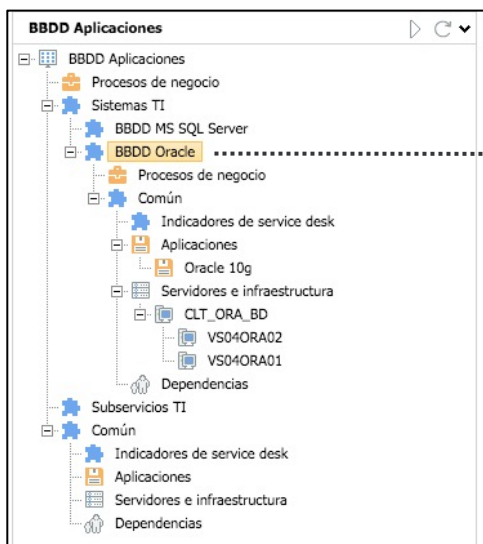 BBDD Aplicaciones
BBDD Aplicaciones
Procesos de negocio
Sistemas TI
BBDD MS SQL Server
BBDD Oracle
Procesos de negocio
Común
Indicadores de service desk
Aplicaciones
Oracle 10g
Servidores e infraestructura
CLT_ORA_BD
VS04ORA02
VS04ORA01
Dependencias
Subservicios TI
Común
Indicadores de service desk
Aplicaciones
Servidores e infraestructura
Dependencias